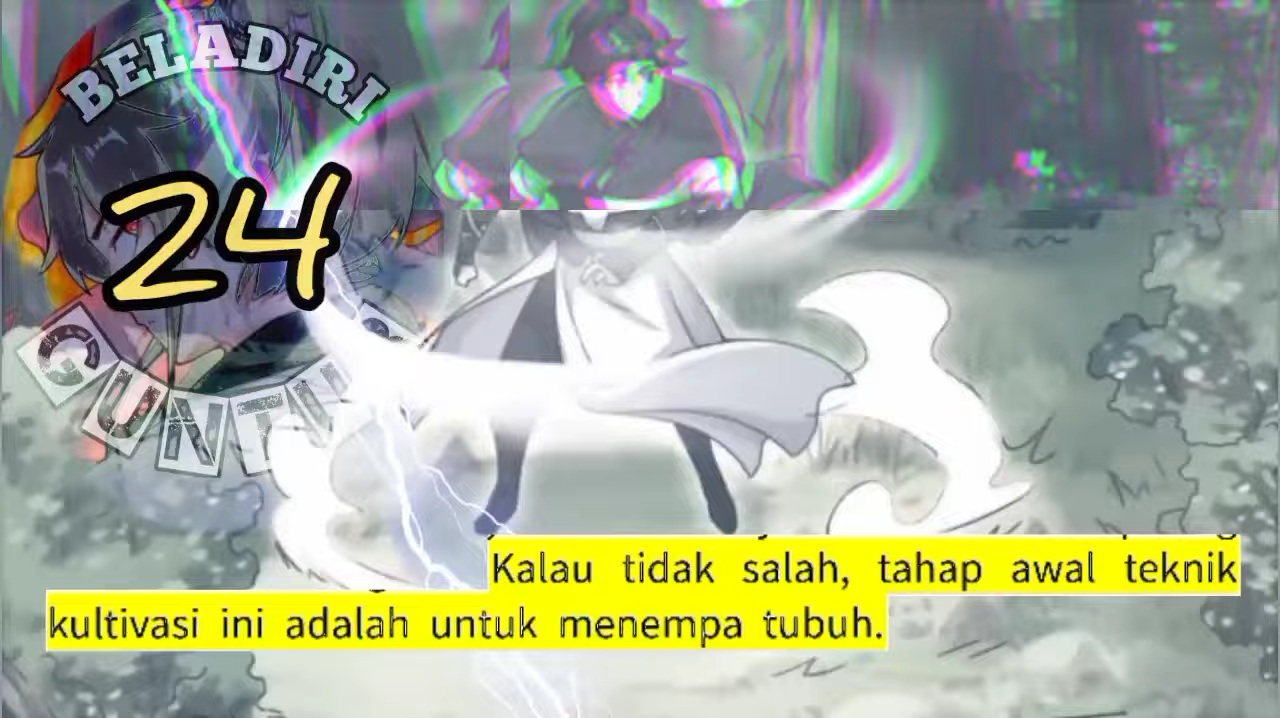 BELADIRI
24
Kalau tidak salah, tahap awal teknik
kultivasi ini adalah untuk menempa tubuh.